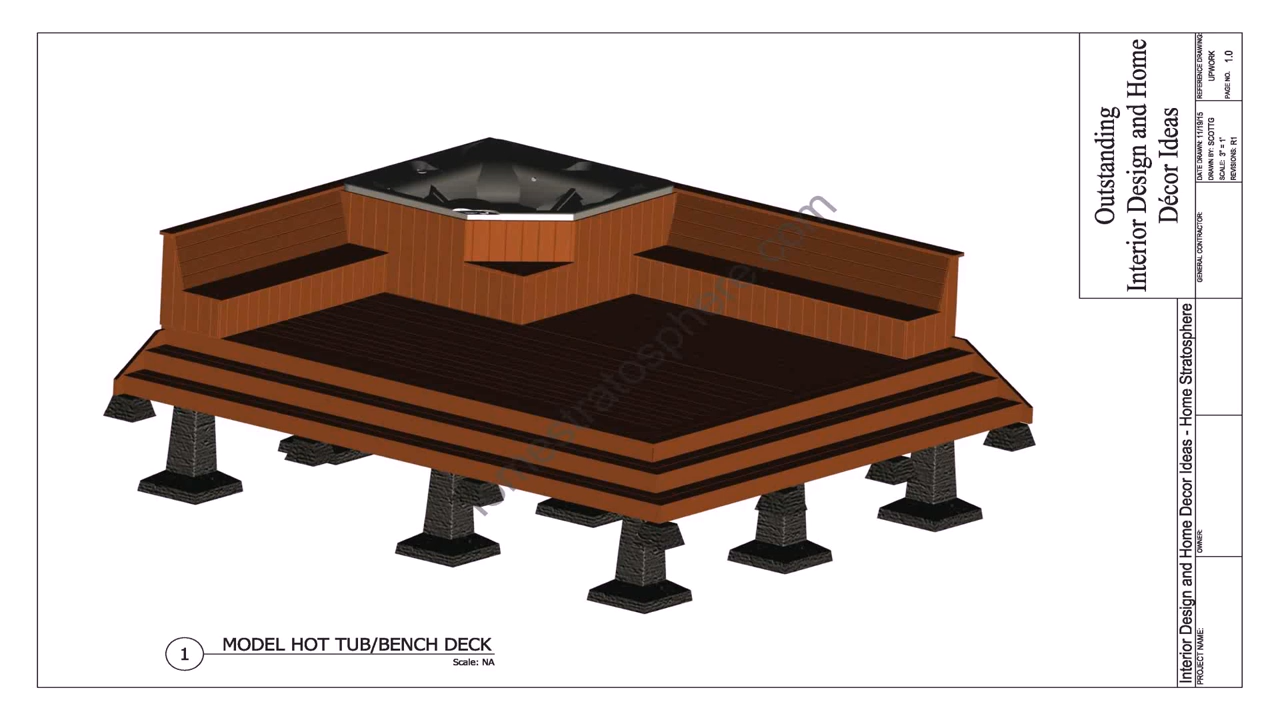 Outstanding
Interior Design and Home
Décor Ideas
REFERENCE DRAWING:
UPWORK
PAGE NO. 1.0
DATE DRAWN: 11/19/15
DRAWN BY: SCOTTG
SCALE: 3" = 1'
REVISIONS: R1
GENERAL CONTRACTOR:
OWNER:
Interior Design and Home Decor Ideas - Home Stratosphere
PROJECT NAME:
homestratosphere.com
1
MODEL HOT TUB/BENCH DECK
Scale: NA